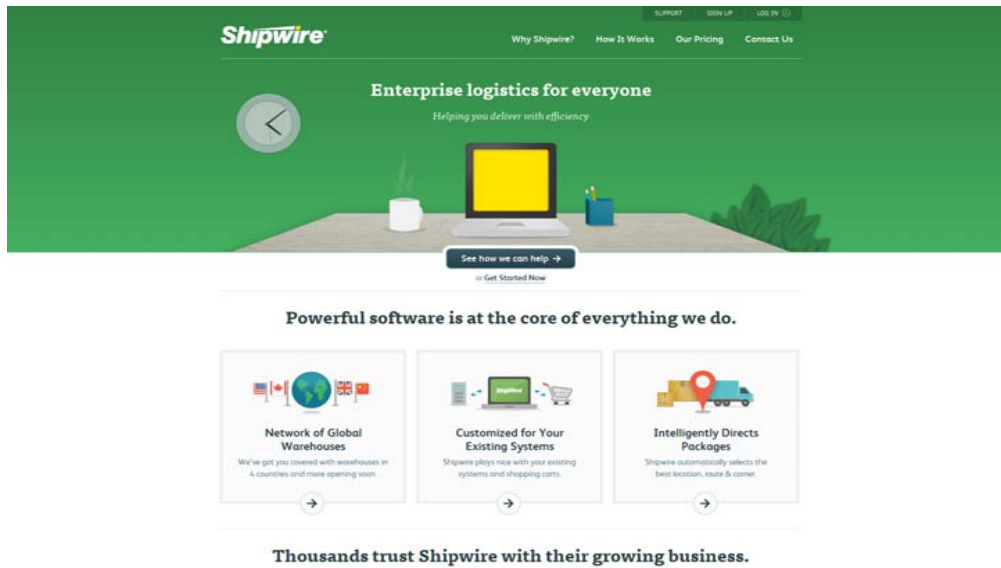 SUPPORT SIGN UP LOG IN
Shipwire
Why Shipwire? How It Works Our Pricing Contact Us
Enterprise logistics for everyone
Helping you deliver with efficiency
See how we can help →
or Get Started Now
Powerful software is at the core of everything we do.
Shipwire
Network of Global
Warehouses
We've got you covered with warehouses in
4 countries and more opening soon.
Customized for Your
Existing Systems
Shipwire plays nice with your existing
systems and shopping carts.
Intelligently Directs
Packages
Shipwire automatically selects the
best location, route & carrier.
Thousands trust Shipwire with their growing business.